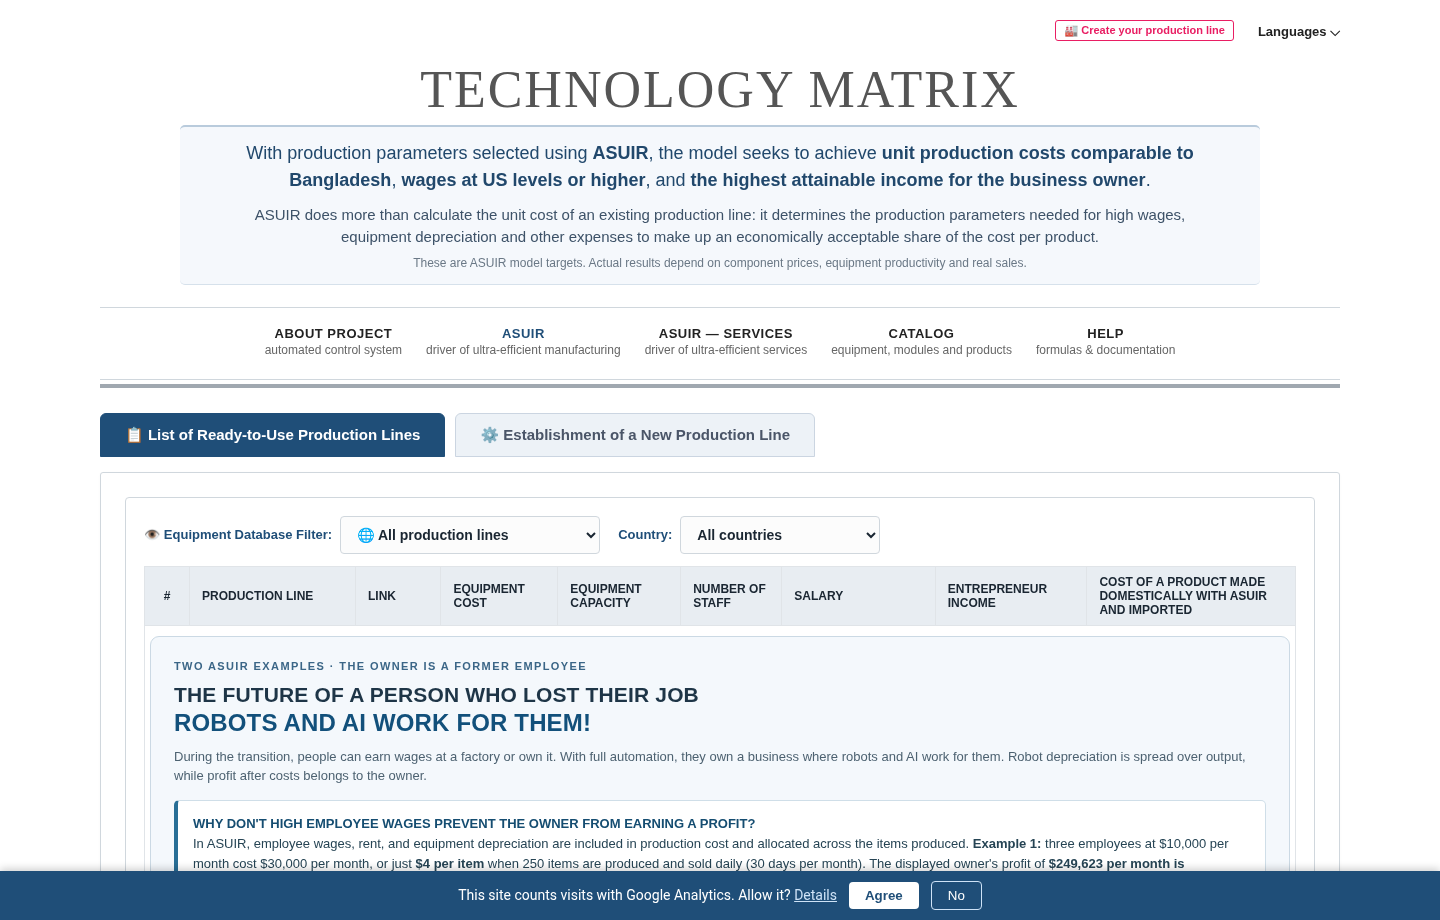 🏭 Create your production line
Languages
TECHNOLOGY MATRIX
With production parameters selected using ASUIR, the model seeks to achieve unit production costs comparable to
Bangladesh, wages at US levels or higher, and the highest attainable income for the business owner.
ASUIR does more than calculate the unit cost of an existing production line: it determines the production parameters needed for high wages,
equipment depreciation and other expenses to make up an economically acceptable share of the cost per product.
These are ASUIR model targets. Actual results depend on component prices, equipment productivity and real sales.
ABOUT PROJECT
automated control system
ASUIR
driver of ultra-efficient manufacturing
ASUIR — SERVICES
driver of ultra-efficient services
CATALOG
equipment, modules and products
HELP
formulas & documentation
📋 List of Ready-to-Use Production Lines
⚙️ Establishment of a New Production Line
👁️ Equipment Database Filter:
🌐 All production lines
Country:
All countries
#
PRODUCTION LINE
LINK
EQUIPMENT
COST
EQUIPMENT
CAPACITY
NUMBER OF
STAFF
SALARY
ENTREPRENEUR
INCOME
COST OF A PRODUCT MADE
DOMESTICALLY WITH ASUIR
AND IMPORTED
TWO ASUIR EXAMPLES · THE OWNER IS A FORMER EMPLOYEE
THE FUTURE OF A PERSON WHO LOST THEIR JOB
ROBOTS AND AI WORK FOR THEM!
During the transition, people can earn wages at a factory or own it. With full automation, they own a business where robots and AI work for them. Robot depreciation is spread over output,
while profit after costs belongs to the owner.
WHY DON'T HIGH EMPLOYEE WAGES PREVENT THE OWNER FROM EARNING A PROFIT?
In ASUIR, employee wages, rent, and equipment depreciation are included in production cost and allocated across the items produced. Example 1: three employees at $10,000 per
month cost $30,000 per month, or just $4 per item when 250 items are produced and sold daily (30 days per month). The displayed owner's profit of $249,623 per month is
This site counts visits with Google Analytics. Allow it? Details
Agree
No